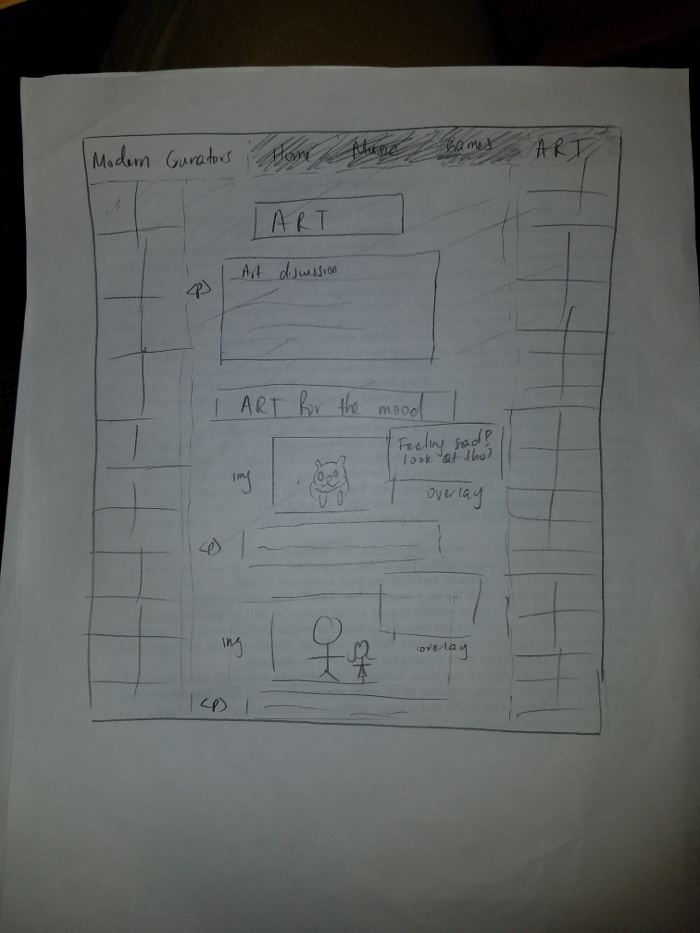 Modern Curators Home Music Games ART
ART
<p>
Art discussion
ART for the mood
Feeling sad?
look at this?
img
overlay
<p>
img
overlay
<p>